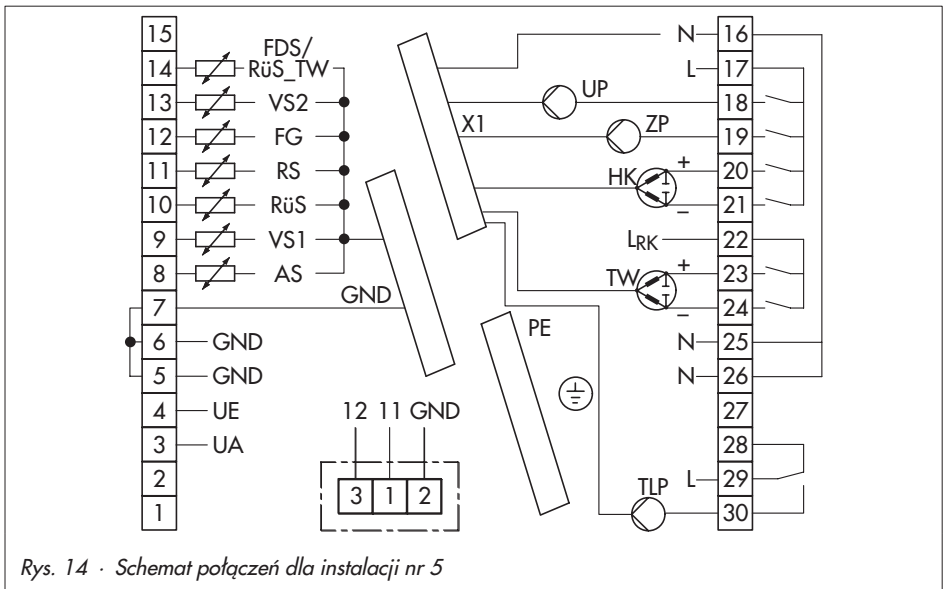 15
14 FDS/ RüS_TW
13 VS2
12 FG
11 RS
10 RüS
9 VS1
8 AS
7 GND
6 GND
5 GND
4 UE
3 UA
2
1
12 11 GND
3 1 2
X1
PE
N 16
L 17
UP 18
ZP 19
HK + 20
– 21
LRK 22
TW + 23
– 24
N 25
N 26
27
28
L 29
TLP 30
Rys. 14 · Schemat połączeń dla instalacji nr 5